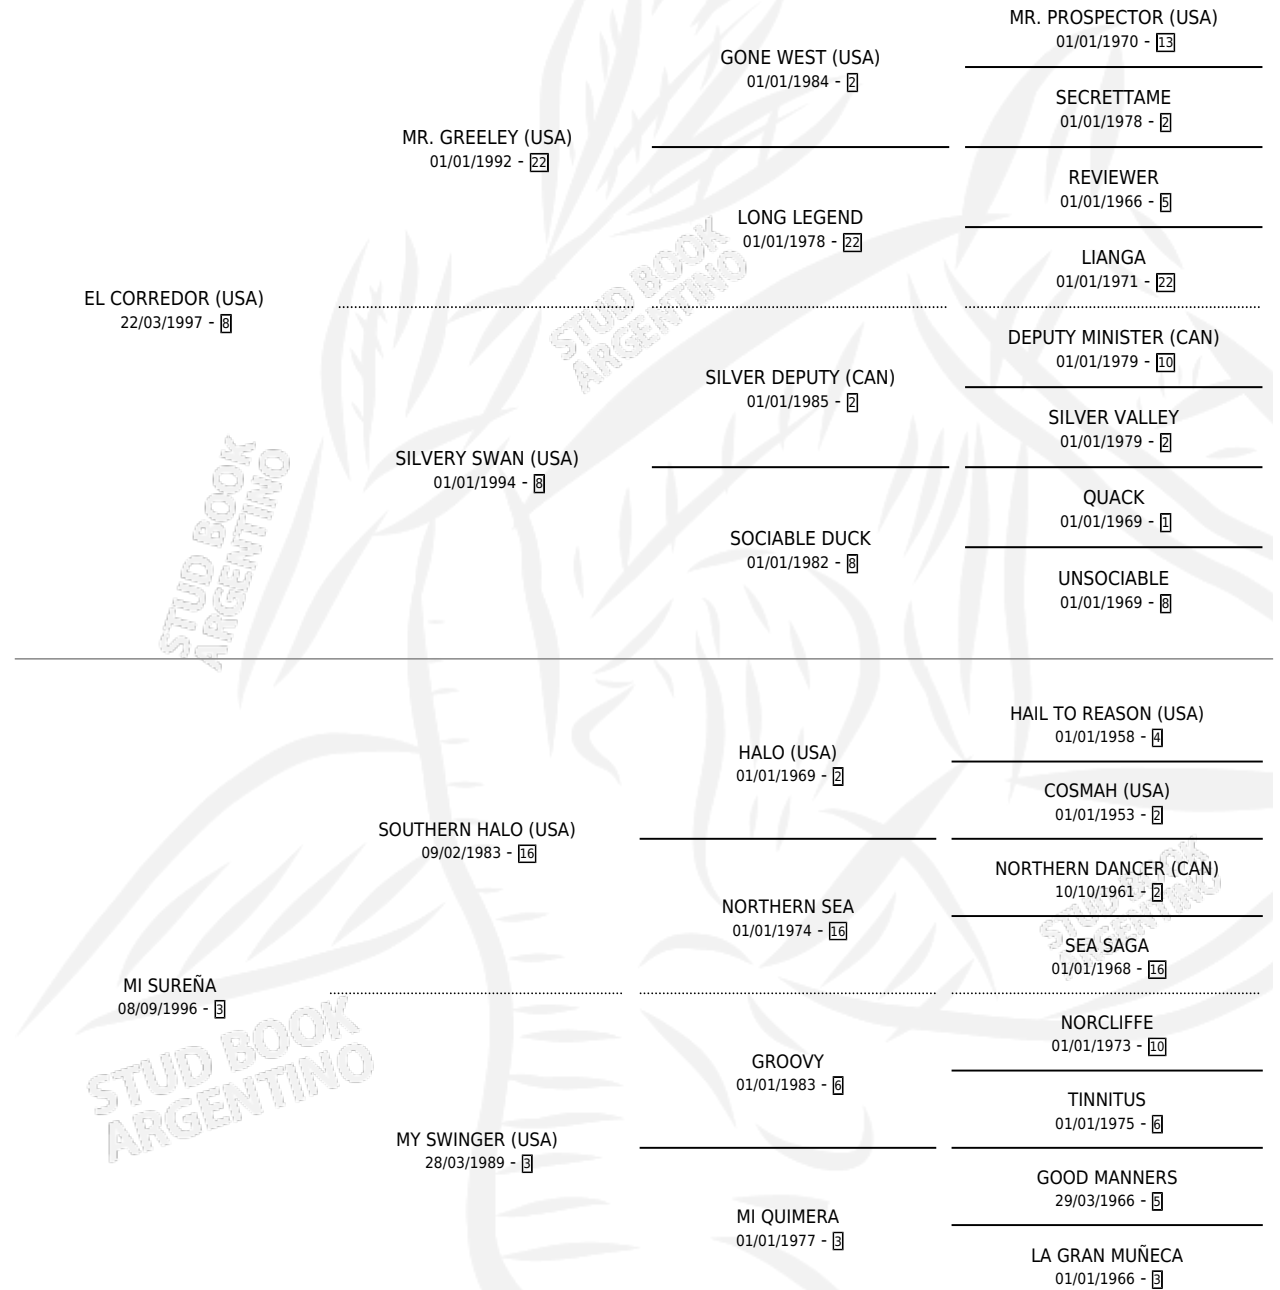 MR. PROSPECTOR (USA)
01/01/1970 - 13
GONE WEST (USA)
01/01/1984 - 2
SECRETTAME
01/01/1978 - 2
MR. GREELEY (USA)
01/01/1992 - 22
REVIEWER
01/01/1966 - 5
LONG LEGEND
01/01/1978 - 22
LIANGA
01/01/1971 - 22
EL CORREDOR (USA)
22/03/1997 - 8
DEPUTY MINISTER (CAN)
01/01/1979 - 10
SILVER DEPUTY (CAN)
01/01/1985 - 2
SILVER VALLEY
01/01/1979 - 2
SILVERY SWAN (USA)
01/01/1994 - 8
QUACK
01/01/1969 - 1
SOCIABLE DUCK
01/01/1982 - 8
UNSOCIABLE
01/01/1969 - 8
HAIL TO REASON (USA)
01/01/1958 - 4
HALO (USA)
01/01/1969 - 2
COSMAH (USA)
01/01/1953 - 2
SOUTHERN HALO (USA)
09/02/1983 - 16
NORTHERN DANCER (CAN)
10/10/1961 - 2
NORTHERN SEA
01/01/1974 - 16
SEA SAGA
01/01/1968 - 16
MI SUREÑA
08/09/1996 - 3
NORCLIFFE
01/01/1973 - 10
GROOVY
01/01/1983 - 6
TINNITUS
01/01/1975 - 6
MY SWINGER (USA)
28/03/1989 - 3
GOOD MANNERS
29/03/1966 - 5
MI QUIMERA
01/01/1977 - 3
LA GRAN MUÑECA
01/01/1966 - 3
STUD BOOK
ARGENTINO
STUD BOOK
ARGENTINO
STUD BOOK
ARGENTINO
STUD BOOK
ARGENTINO